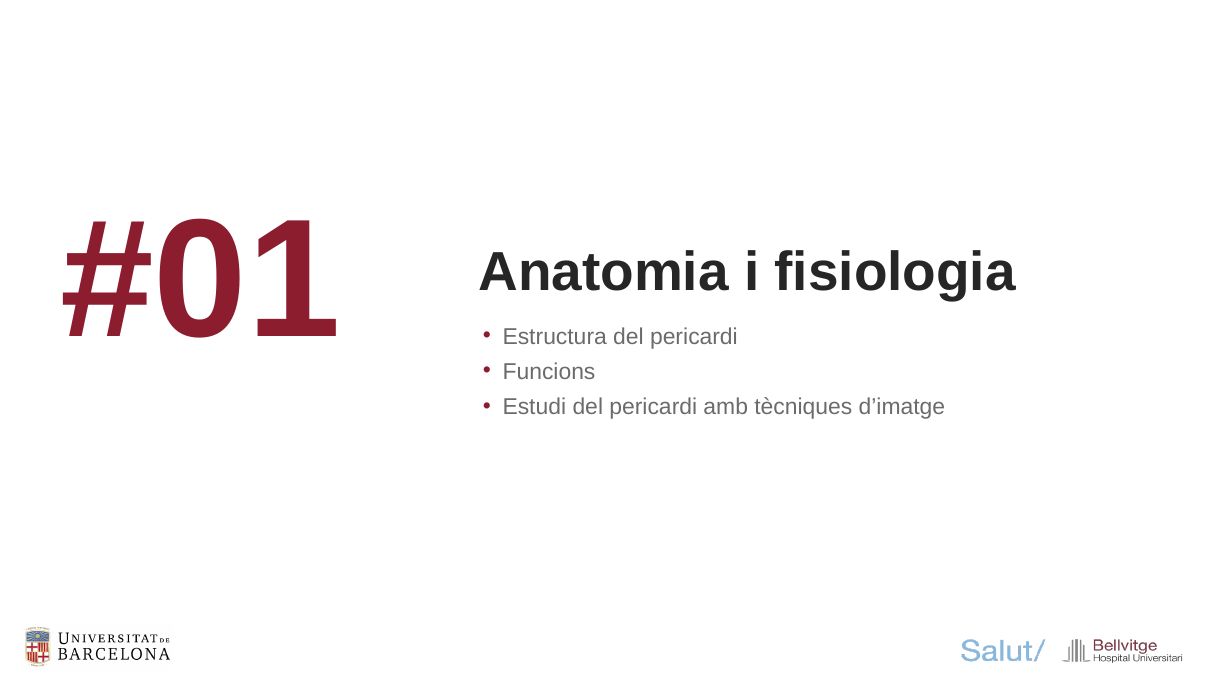 #01
Anatomia i fisiologia
• Estructura del pericardi
• Funcions
• Estudi del pericardi amb tècniques d’imatge
UNIVERSITAT DE
BARCELONA
Salut/
Bellvitge
Hospital Universitari